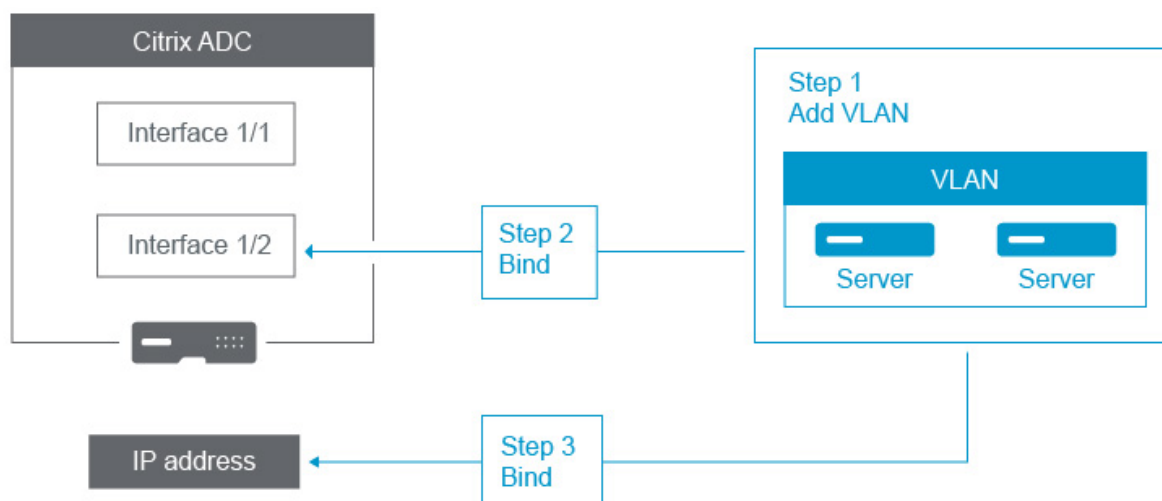 Citrix ADC
Interface 1/1
Interface 1/2
Step 1
Add VLAN
VLAN
Server
Server
Step 2
Bind
Step 3
Bind
IP address